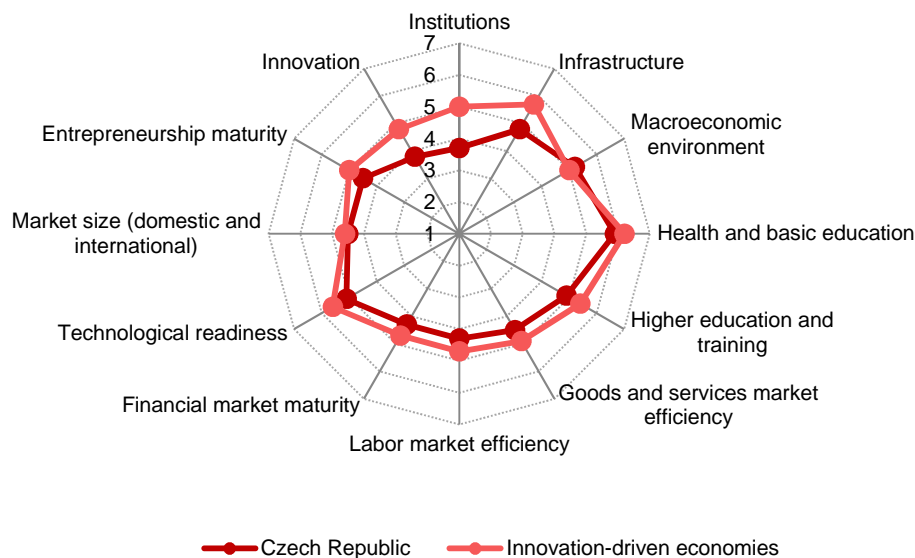 Institutions
7
6
5
4
3
2
1
Infrastructure
Macroeconomic
environment
Health and basic education
Higher education and
training
Goods and services market
efficiency
Labor market efficiency
Financial market maturity
Technological readiness
Market size (domestic and
international)
Entrepreneurship maturity
Innovation
Czech Republic
Innovation-driven economies